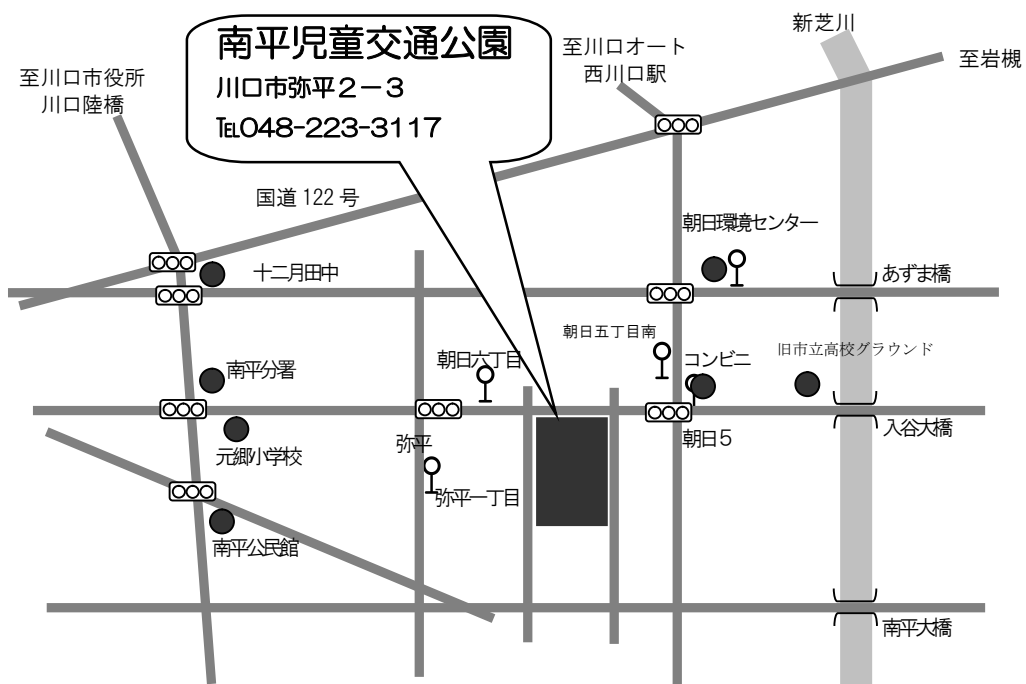 新芝川
南平児童交通公園
川口市弥平2-3
℡048-223-3117
至川口オート
西川口駅
至岩槻
至川口市役所
川口陸橋
国道122号
朝日環境センター
十二月田中
あずま橋
朝日五丁目南
朝日六丁目
コンビニ
旧市立高校グラウンド
南平分署
弥平
朝日5
入谷大橋
元郷小学校
弥平一丁目
南平公民館
南平大橋